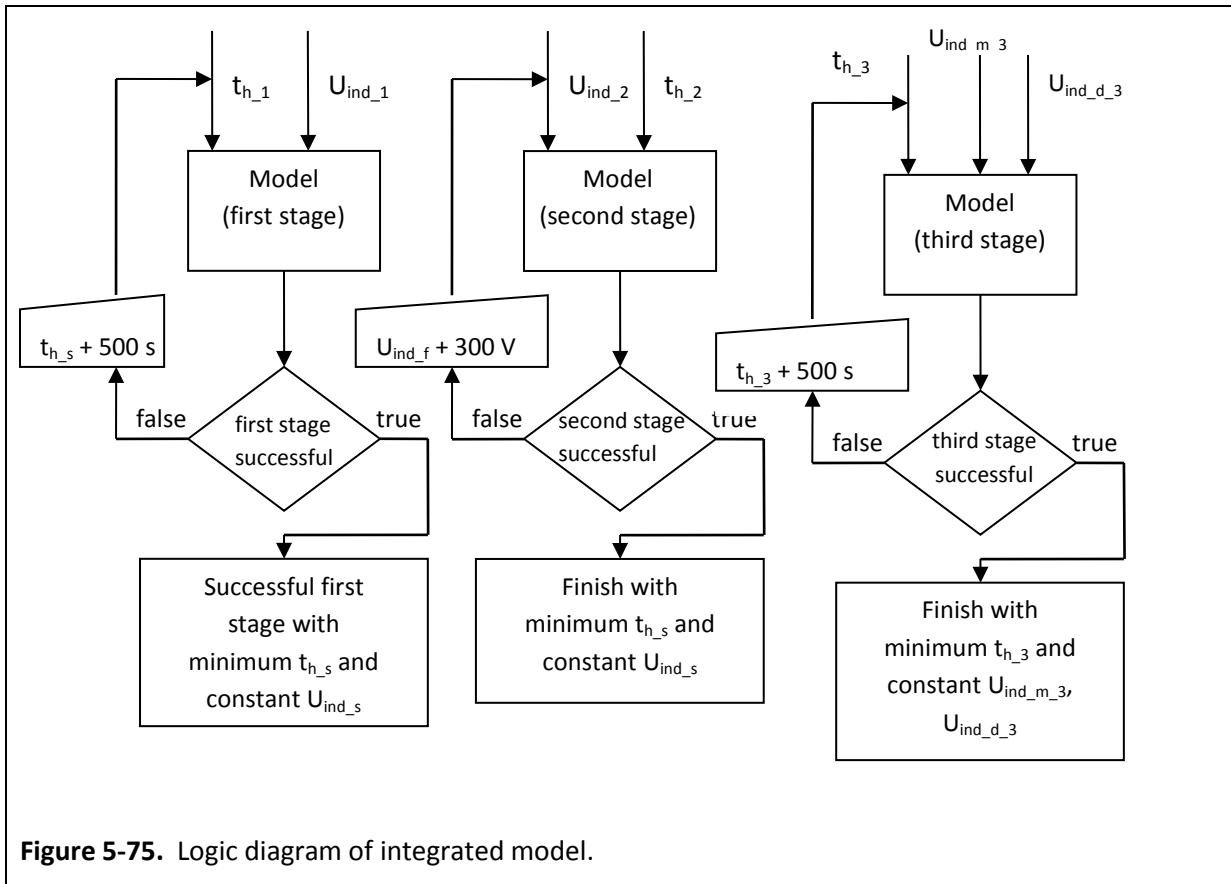 t_h_1
U_ind_1
Model
(first stage)
t_h_s + 500 s
false
true
first stage
successful
Successful first
stage with
minimum t_h_s and
constant U_ind_s
U_ind_2
t_h_2
Model
(second stage)
U_ind_f + 300 V
false
true
second stage
successful
Finish with
minimum t_h_s and
constant U_ind_s
t_h_3
U_ind_m_3
U_ind_d_3
Model
(third stage)
t_h_3 + 500 s
false
true
third stage
successful
Finish with
minimum t_h_3 and
constant U_ind_m_3,
U_ind_d_3
Figure 5-75. Logic diagram of integrated model.